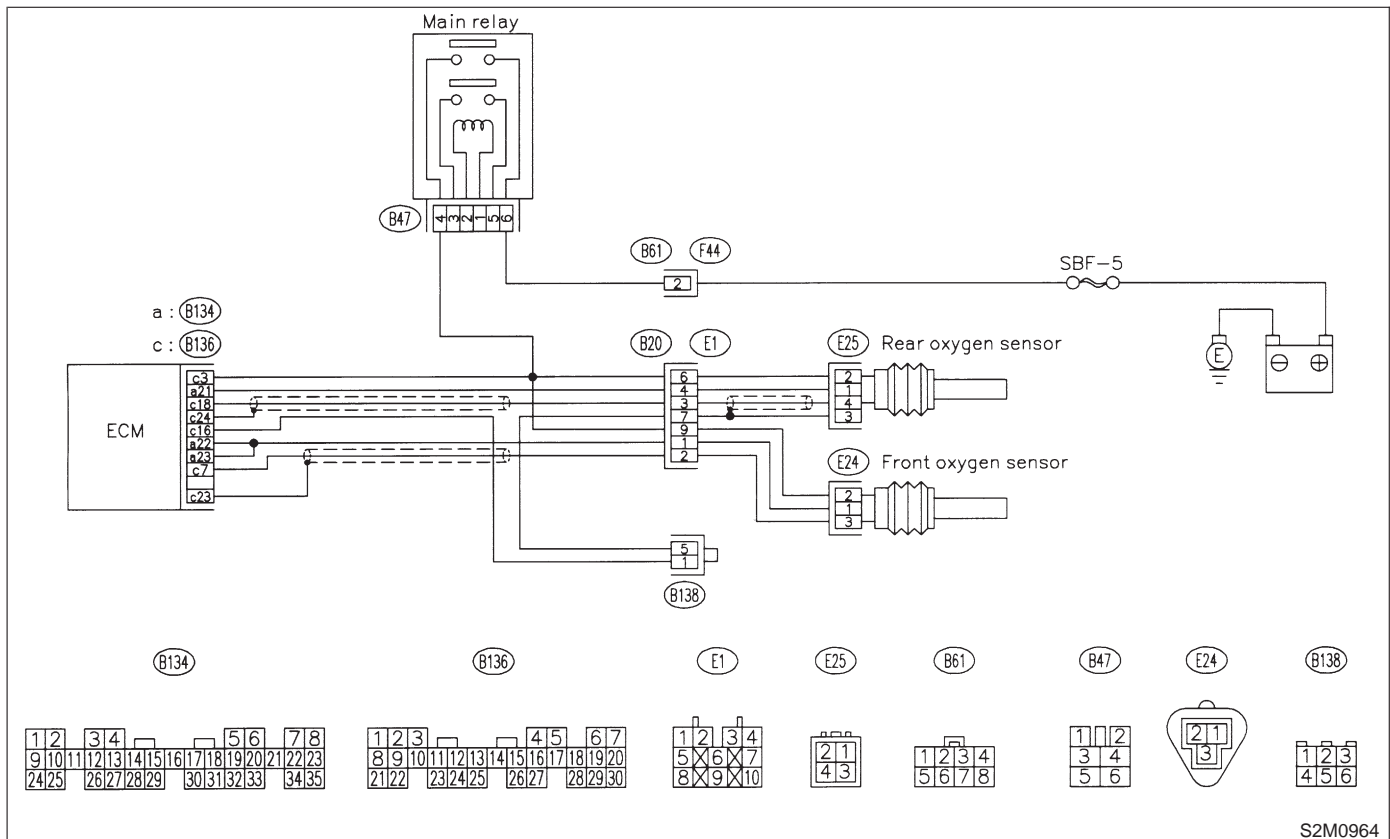 Main relay
B47
4 3 2 1 5 6
B61 F44
2
SBF-5
a : B134
c : B136
B20 E1
E25 Rear oxygen sensor
E
⊖ ⊕
ECM
c3
a21
c18
c24
c16
a22
a23
c7
c23
6
4
3
7
9
1
2
2
1
4
3
E24 Front oxygen sensor
2
1
3
5
1
B138
B134 B136 E1 E25 B61 B47 E24 B138
1 2 3 4 5 6 7 8
9 10 11 12 13 14 15 16 17 18 19 20 21 22 23
24 25 26 27 28 29 30 31 32 33 34 35
1 2 3 4 5 6 7
8 9 10 11 12 13 14 15 16 17 18 19 20
21 22 23 24 25 26 27 28 29 30
1 2 3 4
5 6 7
8 9 10
2 1
4 3
1 2 3 4
5 6 7 8
1 2
3 4
5 6
2 1
3
1 2 3
4 5 6
S2M0964